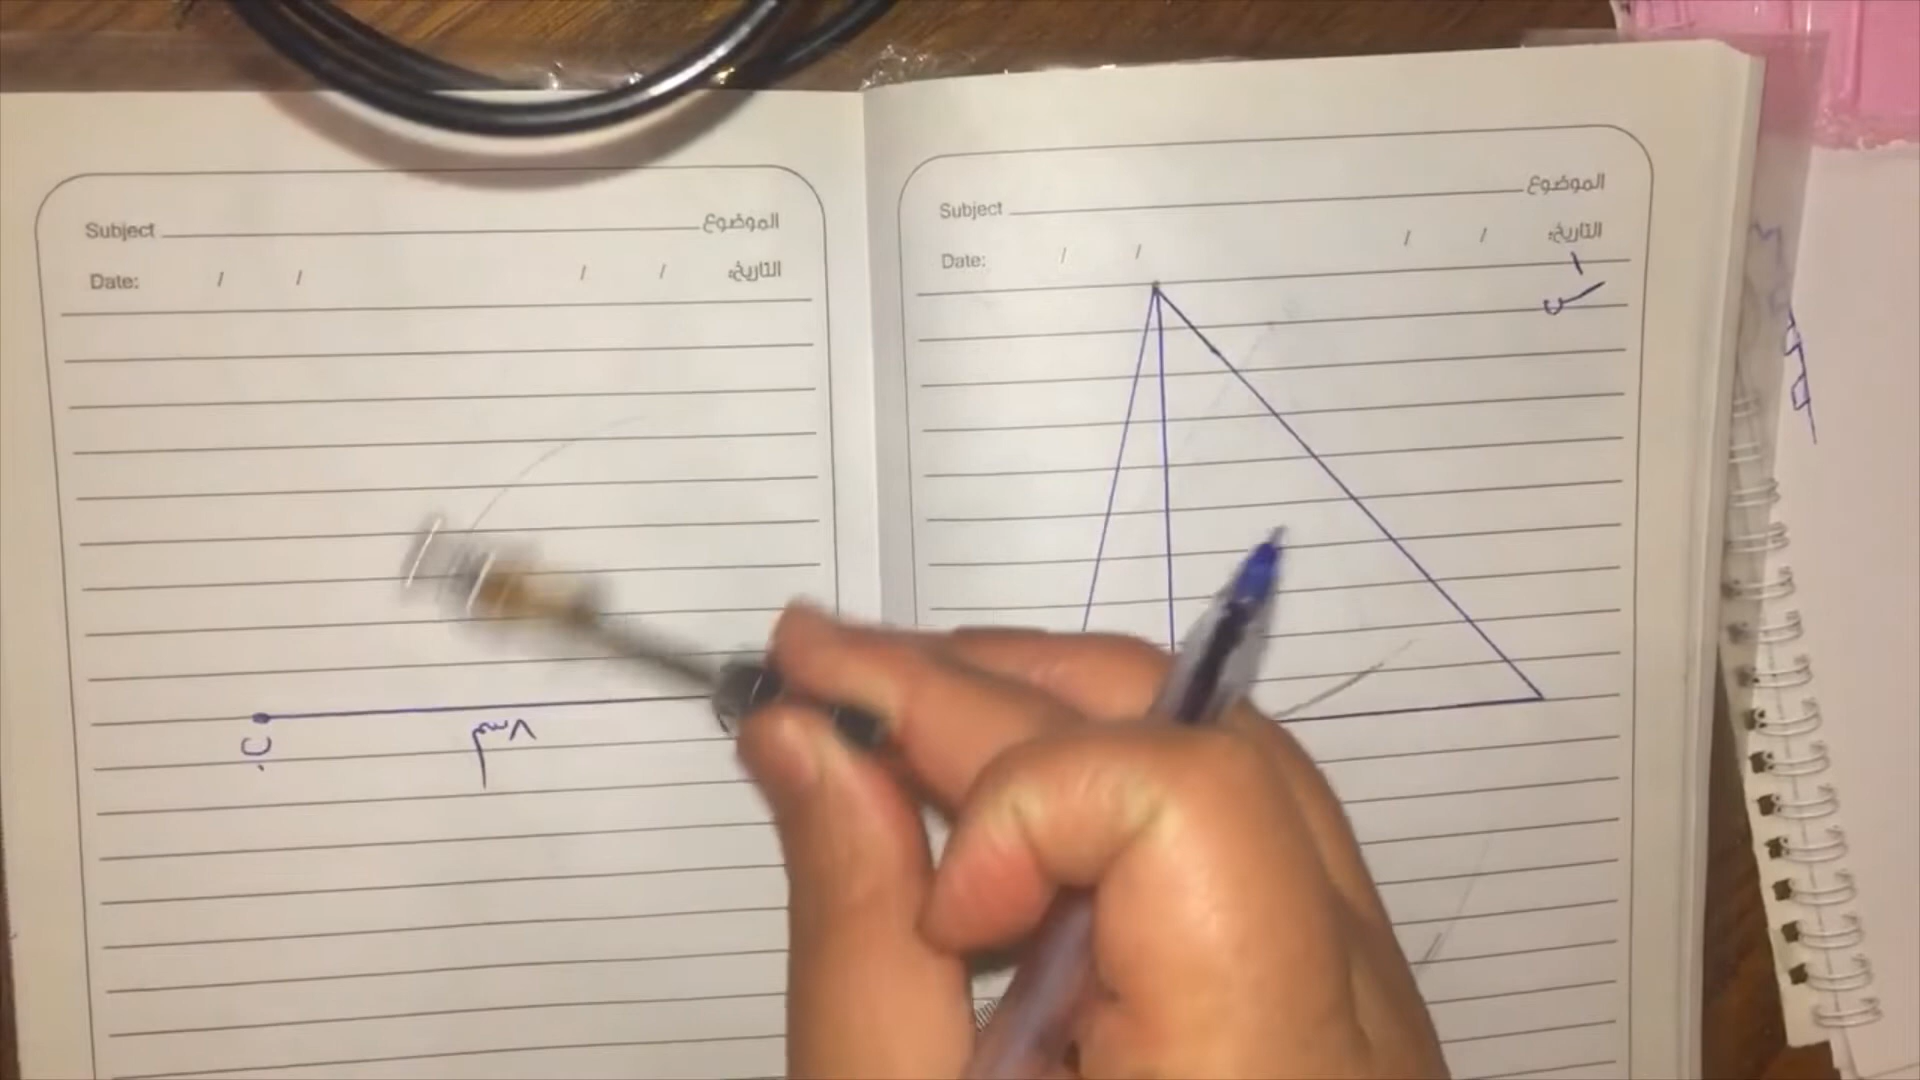 Subject الموضوع
Date: / / / / التاريخ:
ب
٨سم
Subject الموضوع
Date: / / / / التاريخ: